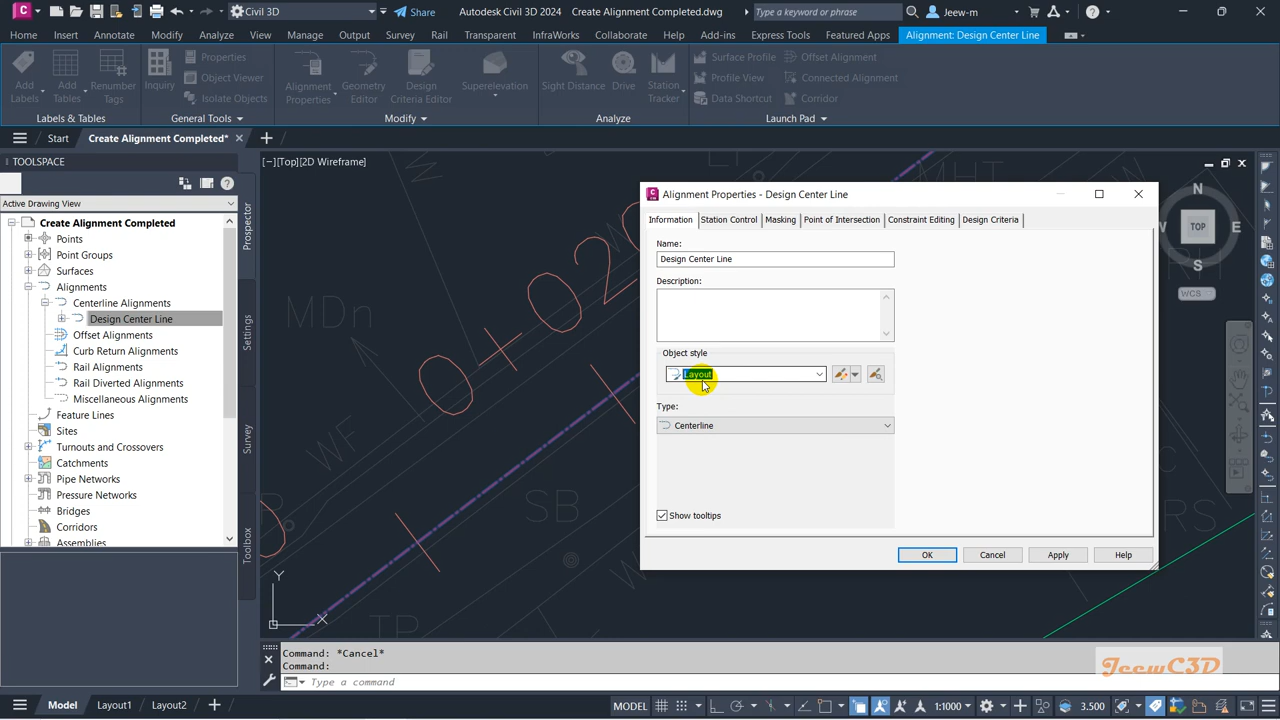 Civil 3D
Share
Autodesk Civil 3D 2024 Create Alignment Completed.dwg
Type a keyword or phrase
Jeew-m
Home Insert Annotate Modify Analyze View Manage Output Survey Rail Transparent InfraWorks Collaborate Help Add-ins Express Tools Featured Apps Alignment: Design Center Line
Add Labels
Add Tables
Renumber Tags
Inquiry
Properties
Object Viewer
Isolate Objects
Alignment Properties
Geometry Editor
Design Criteria Editor
Superelevation
Sight Distance
Drive
Station Tracker
Surface Profile
Profile View
Data Shortcut
Offset Alignment
Connected Alignment
Corridor
Labels & Tables General Tools Modify Analyze Launch Pad
Start Create Alignment Completed*
TOOLSPACE
Active Drawing View
Create Alignment Completed
Points
Point Groups
Surfaces
Alignments
Centerline Alignments
Design Center Line
Offset Alignments
Curb Return Alignments
Rail Alignments
Rail Diverted Alignments
Miscellaneous Alignments
Feature Lines
Sites
Turnouts and Crossovers
Catchments
Pipe Networks
Pressure Networks
Bridges
Corridors
Assemblies
Prospector
Settings
Survey
Toolbox
[−][Top][2D Wireframe]
MHT
MDn
WF
SB
TP
0+020
Alignment Properties - Design Center Line
Information Station Control Masking Point of Intersection Constraint Editing Design Criteria
Name:
Design Center Line
Description:
Object style
Layout
Type:
Centerline
Show tooltips
OK Cancel Apply Help
N
W TOP E
S
WCS
Y
X
Command: *Cancel*
Command:
Type a command
JeewC3D
Model Layout1 Layout2
MODEL
1:1000
3.500